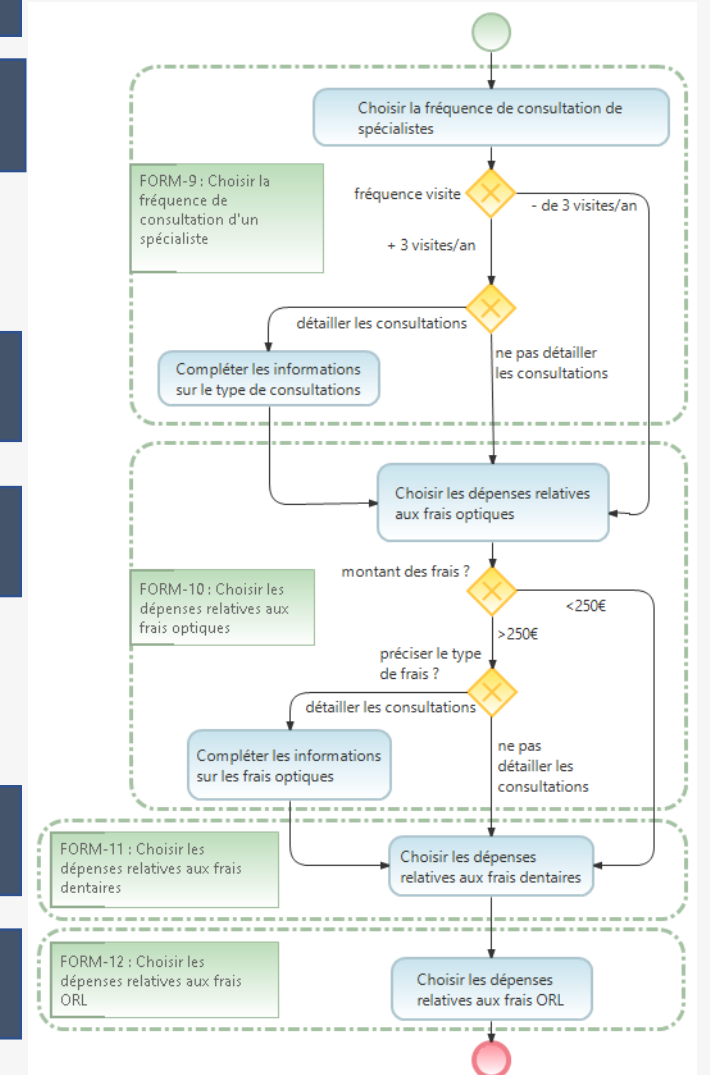 Choisir la fréquence de consultation de
spécialistes
FORM-9 : Choisir la
fréquence de
consultation d'un
spécialiste
fréquence visite
- de 3 visites/an
+ 3 visites/an
détailler les consultations
ne pas détailler
les consultations
Compléter les informations
sur le type de consultations
Choisir les dépenses relatives
aux frais optiques
montant des frais ?
FORM-10 : Choisir les
dépenses relatives aux
frais optiques
<250€
>250€
préciser le type
de frais ?
détailler les consultations
ne pas
détailler les
consultations
Compléter les informations
sur les frais optiques
FORM-11 : Choisir les
dépenses relatives aux frais
dentaires
Choisir les dépenses
relatives aux frais dentaires
FORM-12 : Choisir les
dépenses relatives aux frais
ORL
Choisir les dépenses
relatives aux frais ORL